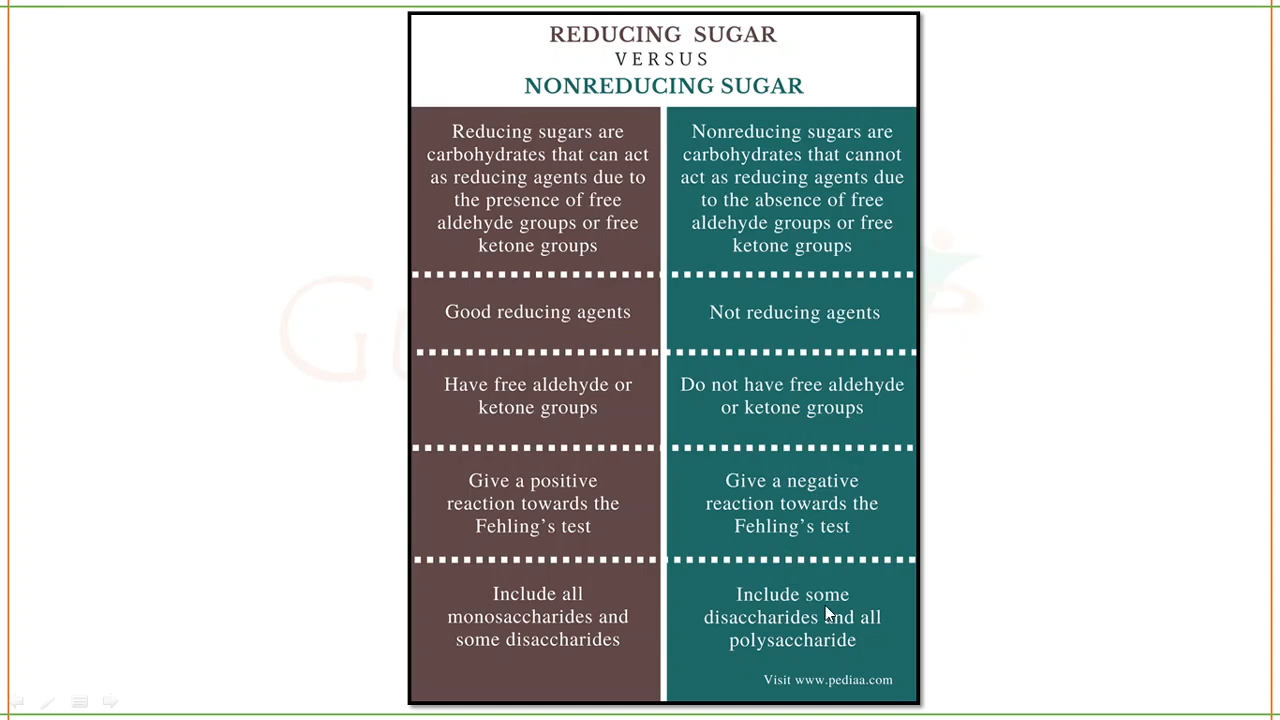 REDUCING SUGAR
VERSUS
NONREDUCING SUGAR
Reducing sugars are
carbohydrates that can act
as reducing agents due to
the presence of free
aldehyde groups or free
ketone groups
Nonreducing sugars are
carbohydrates that cannot
act as reducing agents due
to the absence of free
aldehyde groups or free
ketone groups
Good reducing agents
Not reducing agents
Have free aldehyde or
ketone groups
Do not have free aldehyde
or ketone groups
Give a positive
reaction towards the
Fehling’s test
Give a negative
reaction towards the
Fehling’s test
Include all
monosaccharides and
some disaccharides
Include some
disaccharides and all
polysaccharide
Visit www.pediaa.com